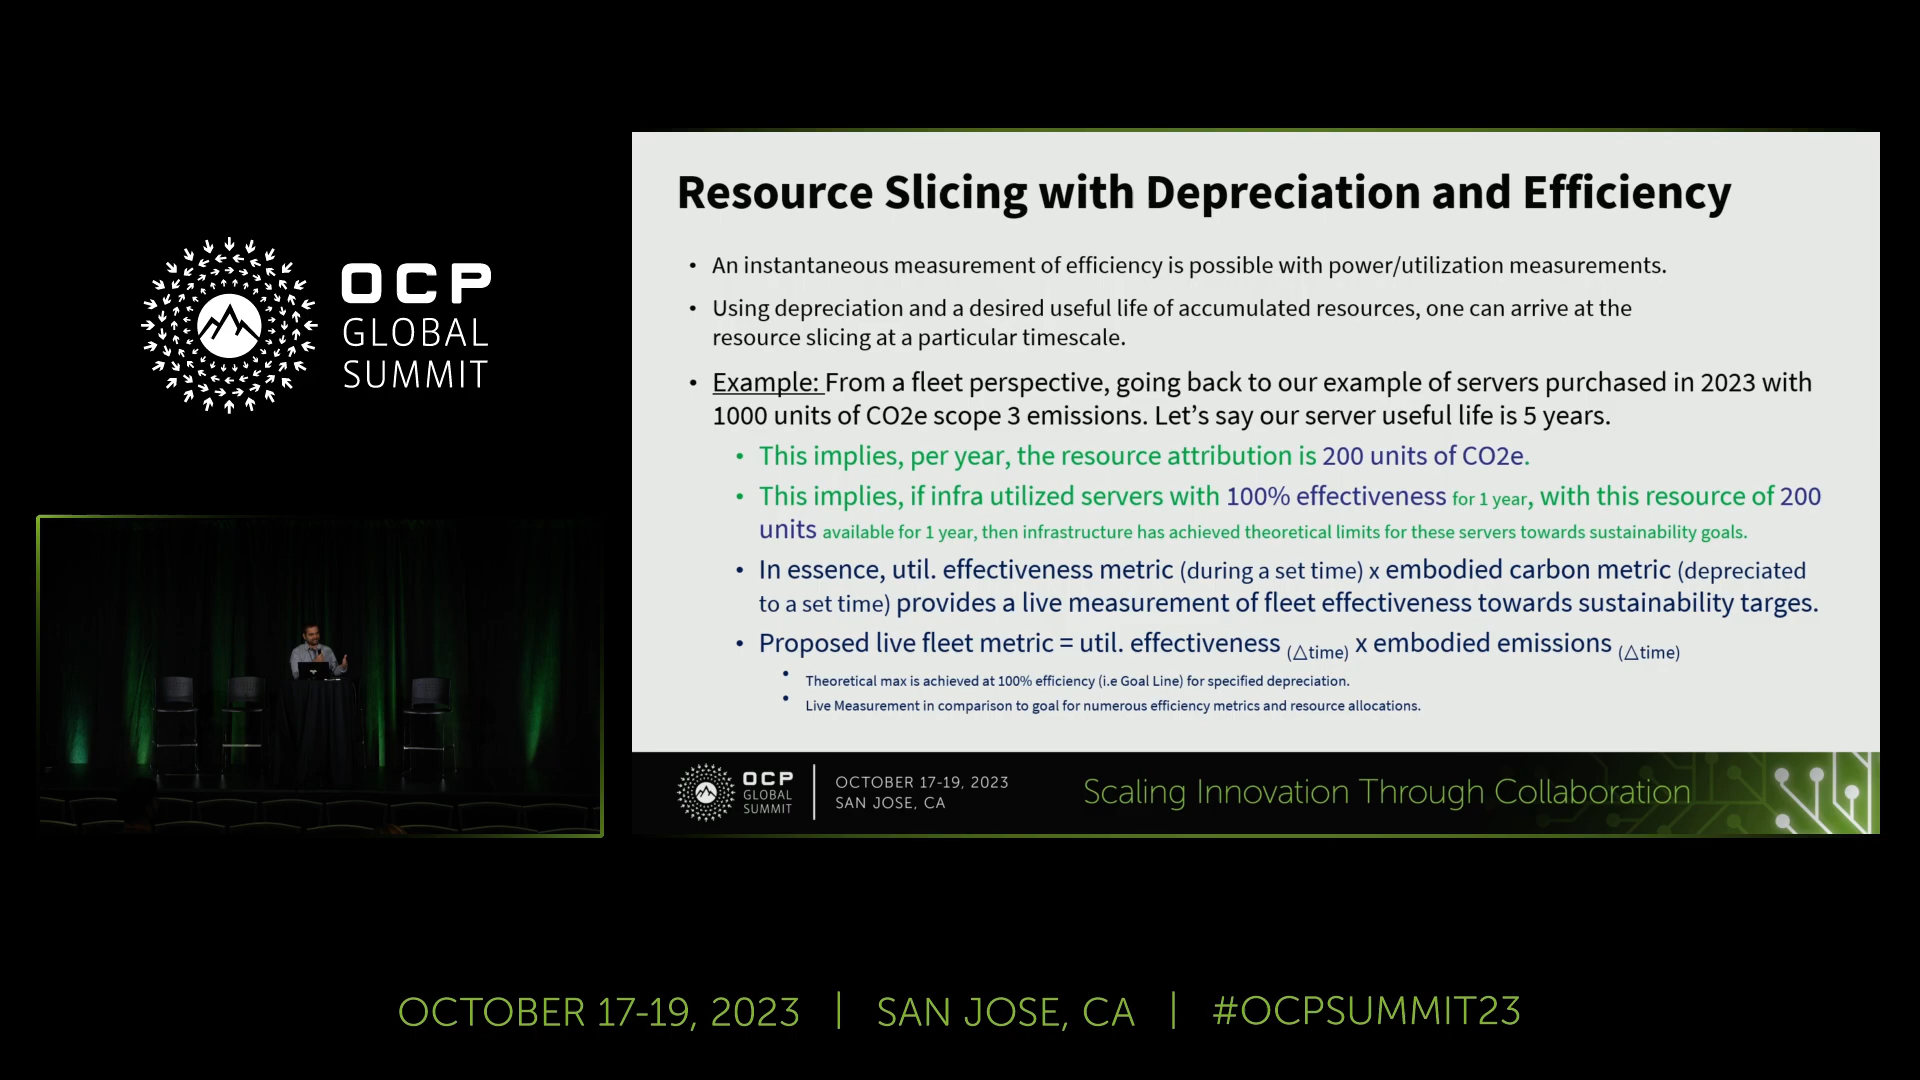 OCP
GLOBAL
SUMMIT
Resource Slicing with Depreciation and Efficiency
• An instantaneous measurement of efficiency is possible with power/utilization measurements.
• Using depreciation and a desired useful life of accumulated resources, one can arrive at the
resource slicing at a particular timescale.
• Example: From a fleet perspective, going back to our example of servers purchased in 2023 with
1000 units of CO2e scope 3 emissions. Let’s say our server useful life is 5 years.
• This implies, per year, the resource attribution is 200 units of CO2e.
• This implies, if infra utilized servers with 100% effectiveness for 1 year, with this resource of 200
units available for 1 year, then infrastructure has achieved theoretical limits for these servers towards sustainability goals.
• In essence, util. effectiveness metric (during a set time) x embodied carbon metric (depreciated
to a set time) provides a live measurement of fleet effectiveness towards sustainability targes.
• Proposed live fleet metric = util. effectiveness (△time) x embodied emissions (△time)
• Theoretical max is achieved at 100% efficiency (i.e Goal Line) for specified depreciation.
• Live Measurement in comparison to goal for numerous efficiency metrics and resource allocations.
OCP
GLOBAL
SUMMIT
OCTOBER 17-19, 2023
SAN JOSE, CA
Scaling Innovation Through Collaboration
OCTOBER 17-19, 2023 | SAN JOSE, CA | #OCPSUMMIT23